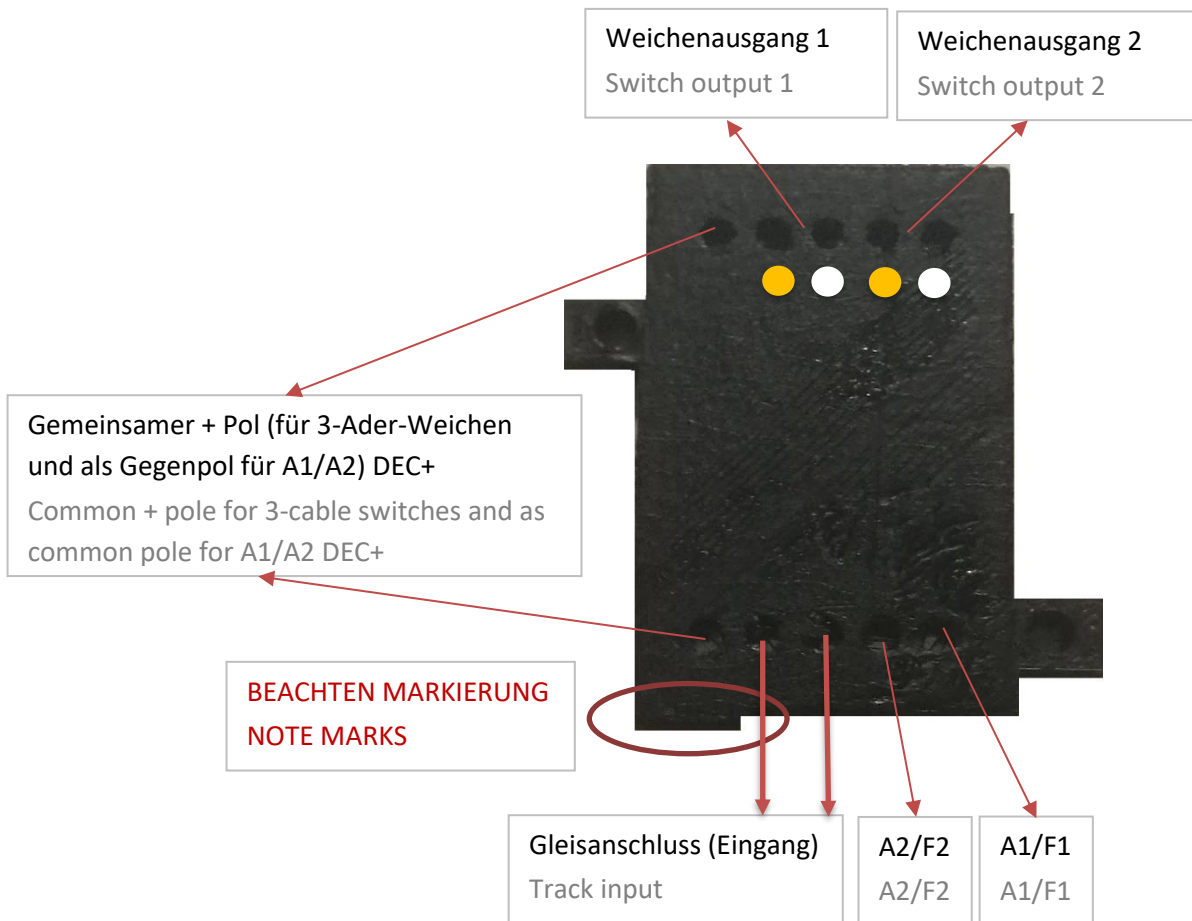 Weichenausgang 1
Switch output 1
Weichenausgang 2
Switch output 2
Gemeinsamer + Pol (für 3-Ader-Weichen
und als Gegenpol für A1/A2) DEC+
Common + pole for 3-cable switches and as
common pole for A1/A2 DEC+
BEACHTEN MARKIERUNG
NOTE MARKS
Gleisanschluss (Eingang)
Track input
A2/F2
A2/F2
A1/F1
A1/F1